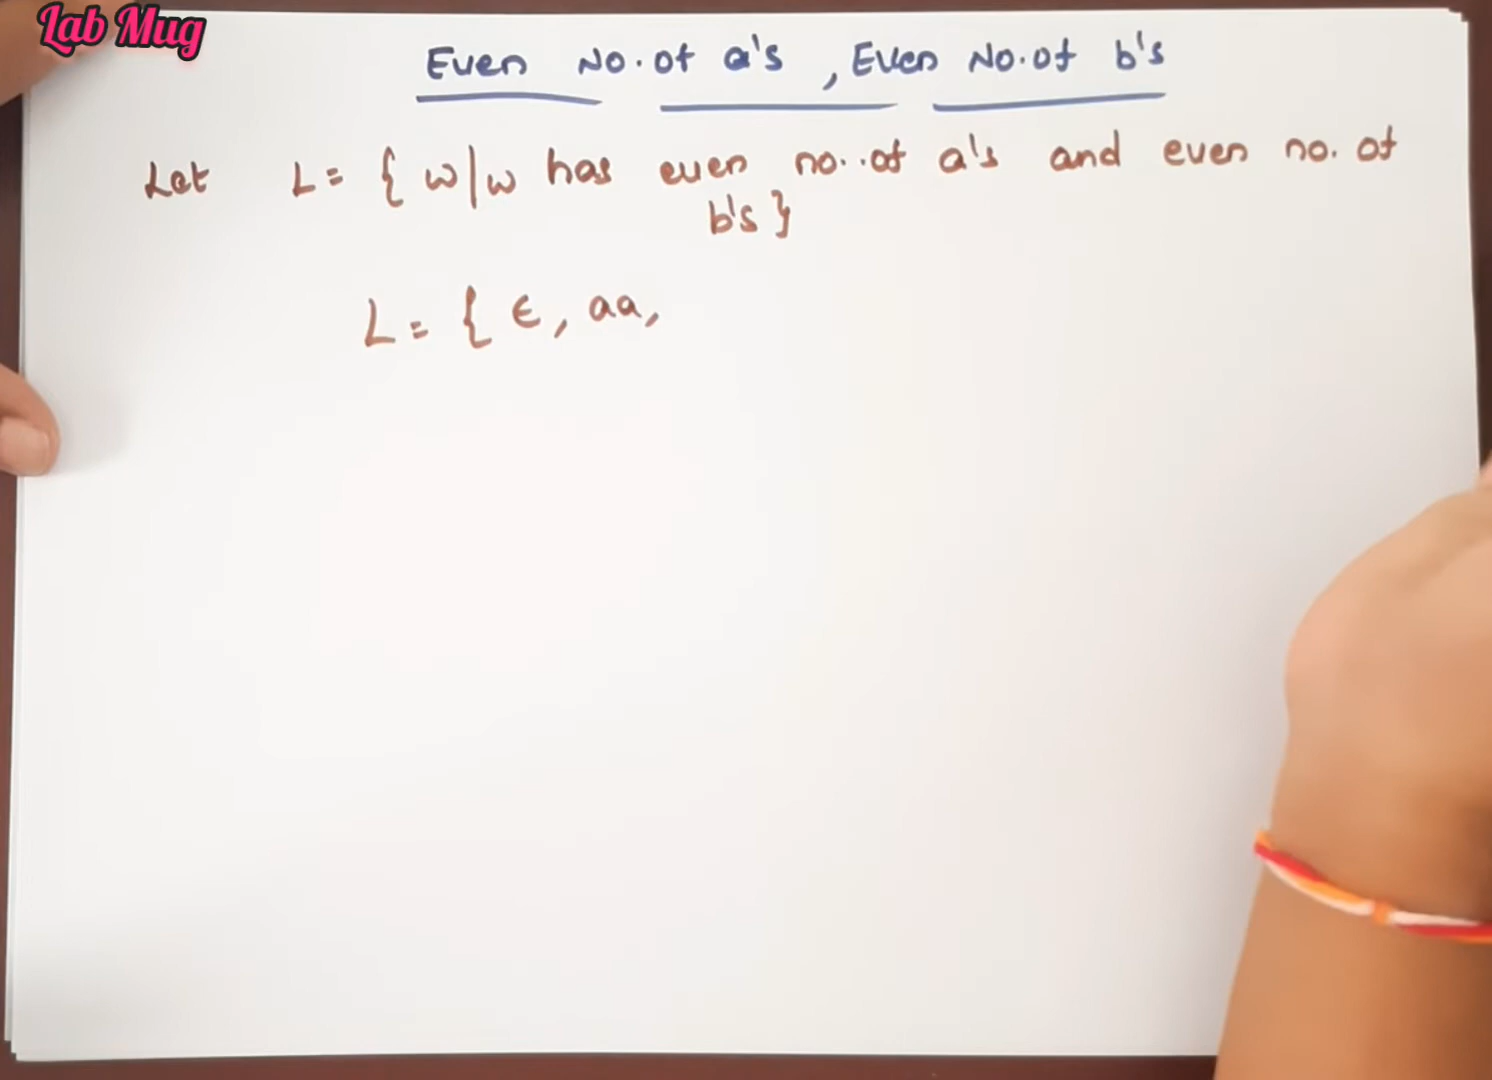 Lab Mug
Even No. of a's , Even No. of b's
Let L = { w/w has even no. of a's and even no. of
b's }
L = { ε, aa,